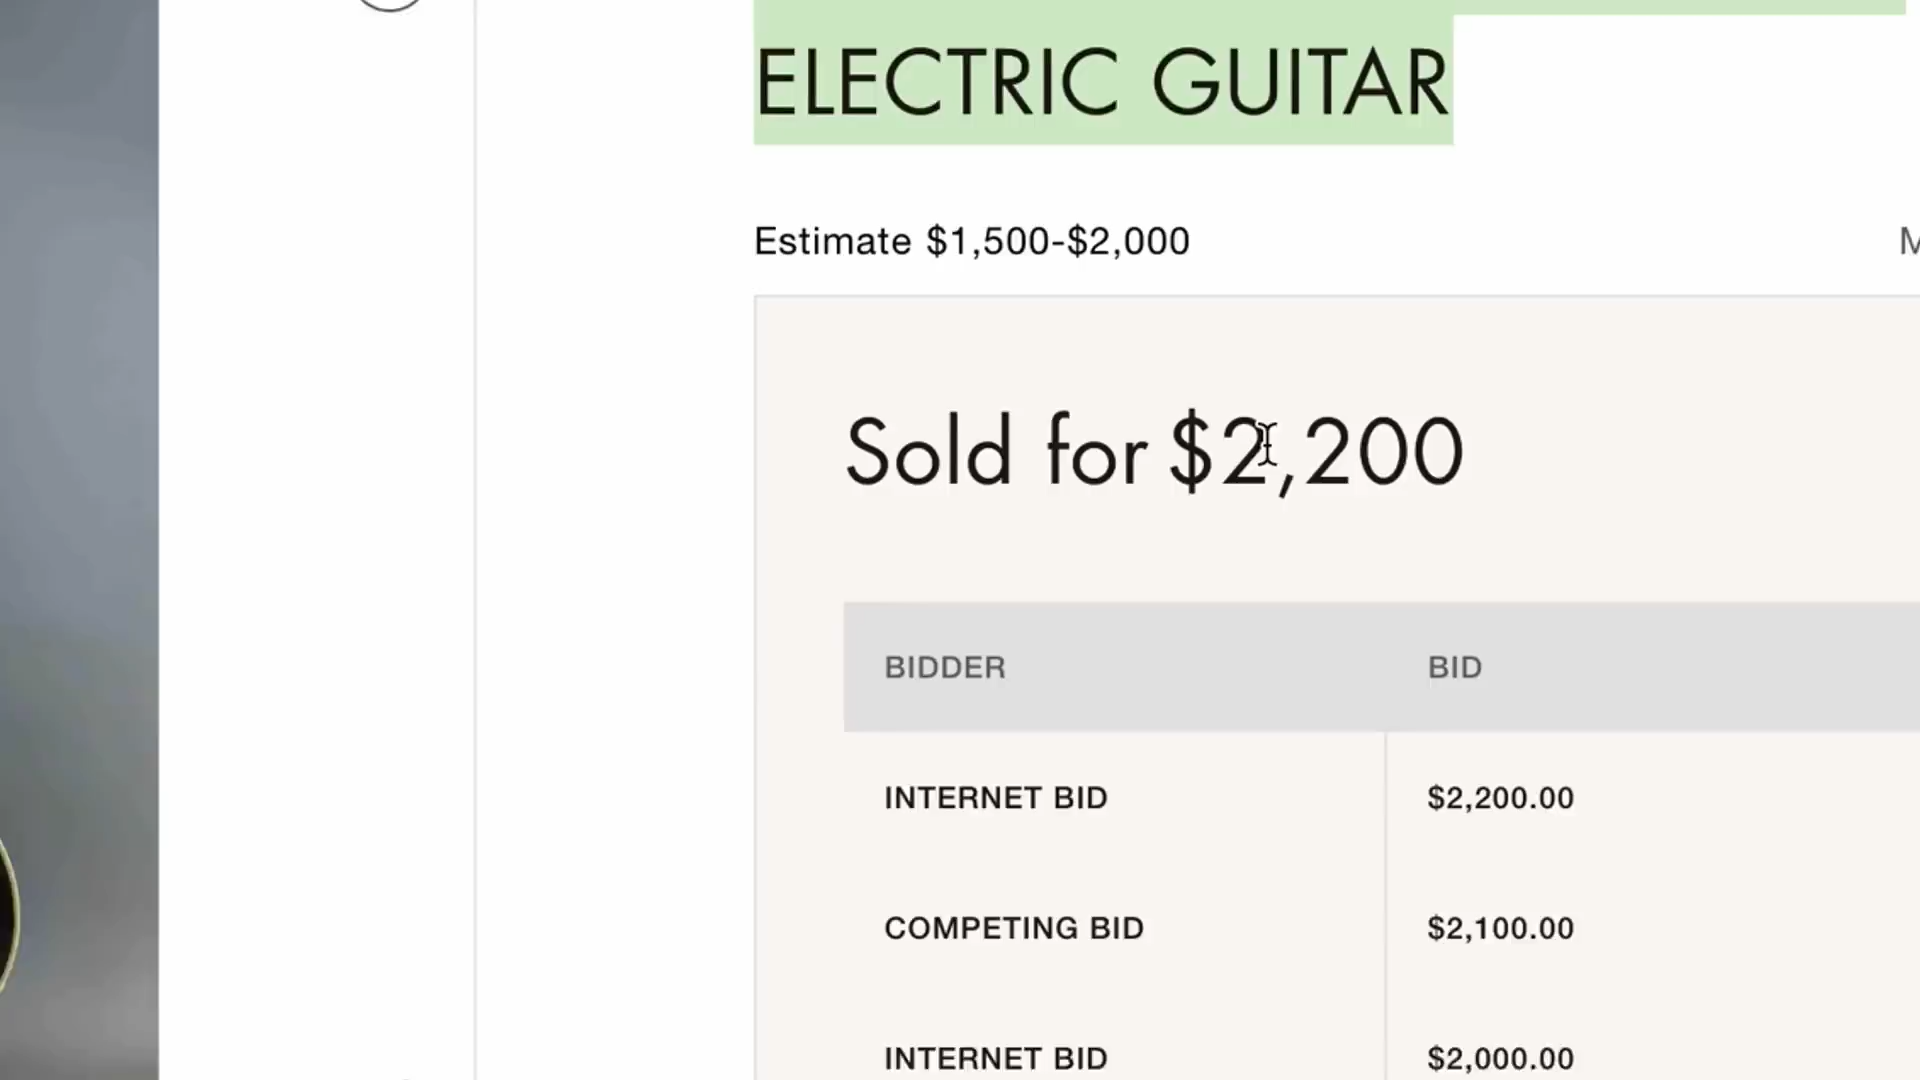 ELECTRIC GUITAR
Estimate $1,500-$2,000
Sold for $2,200
BIDDER BID
INTERNET BID $2,200.00
COMPETING BID $2,100.00
INTERNET BID $2,000.00